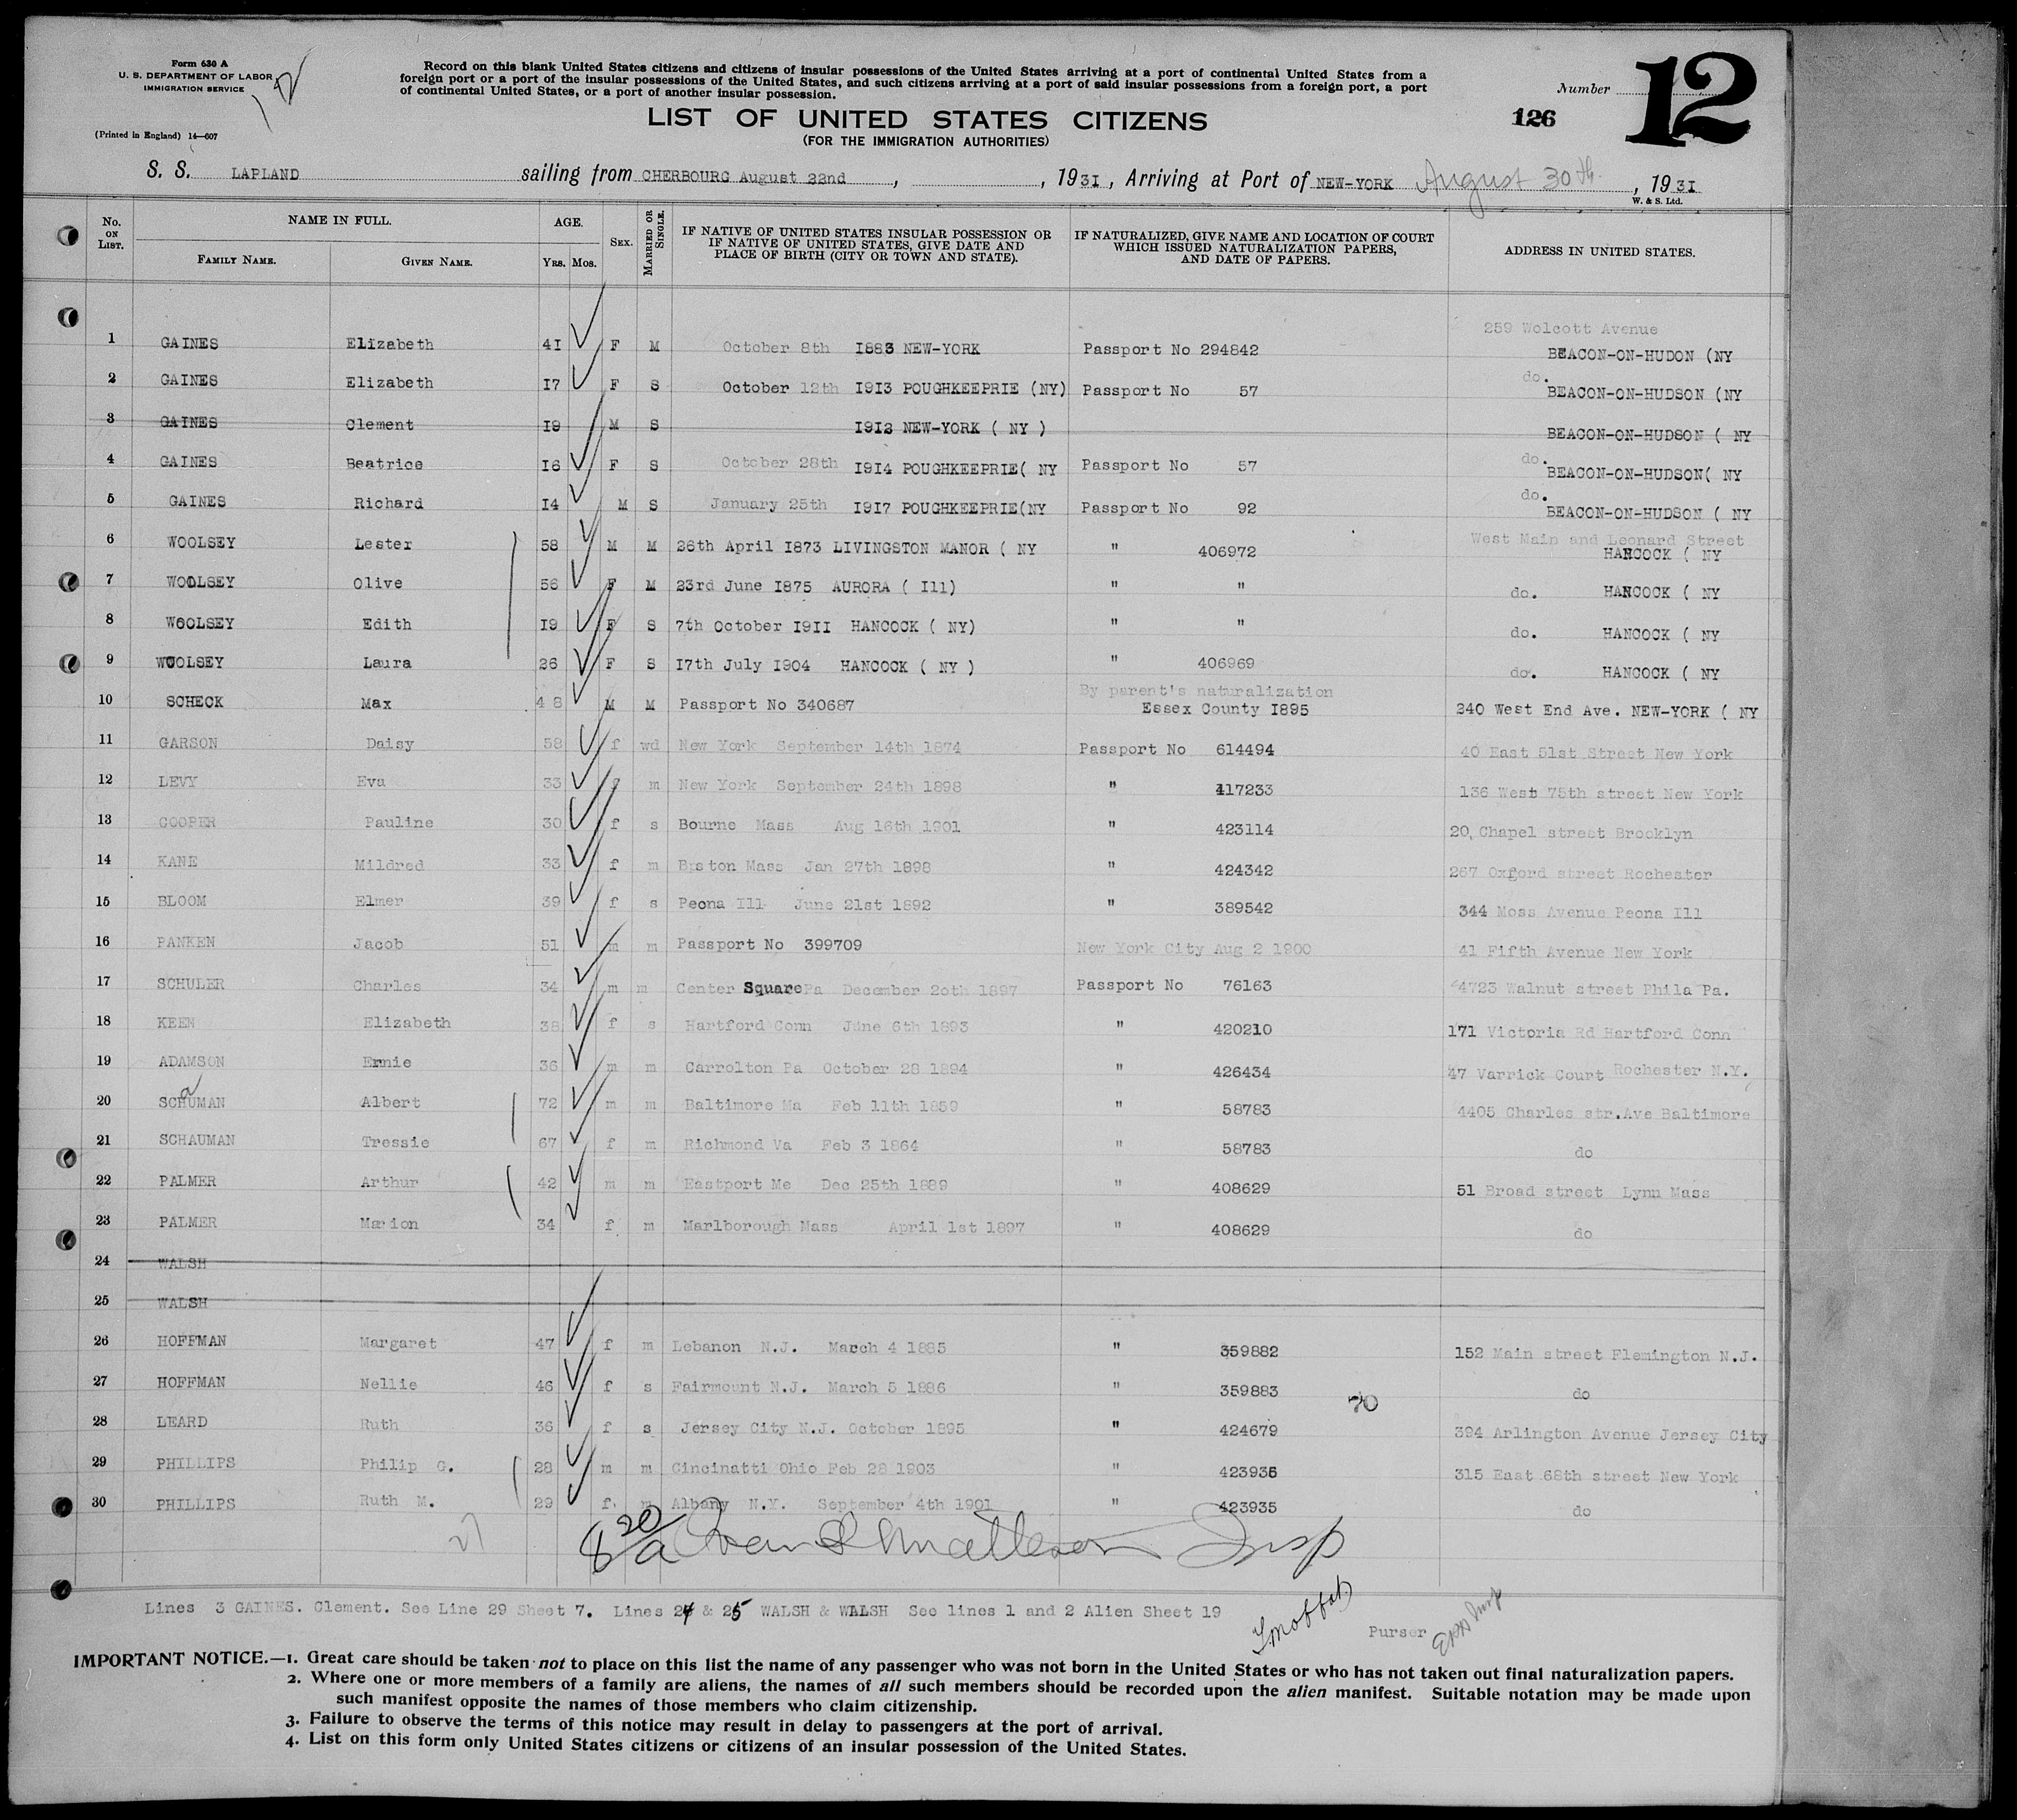 Form 630 A
U. S. DEPARTMENT OF LABOR
IMMIGRATION SERVICE
(Printed in England) 14—607
Record on this blank United States citizens and citizens of insular possessions of the United States arriving at a port of continental United States from a
foreign port or a port of the insular possessions of the United States, and such citizens arriving at a port of said insular possessions from a foreign port, a port
of continental United States, or a port of another insular possession.
LIST OF UNITED STATES CITIZENS
(FOR THE IMMIGRATION AUTHORITIES)
Number 12
126
S. S. LAPLAND sailing from CHERBOURG August 22nd , , 1931, Arriving at Port of NEW-YORK August 30th , 1931
W. & S. Ltd.
No. ON LIST. NAME IN FULL. FAMILY NAME. GIVEN NAME. AGE. YRS. MOS. SEX. MARRIED OR SINGLE. IF NATIVE OF UNITED STATES INSULAR POSSESSION OR IF NATIVE OF UNITED STATES, GIVE DATE AND PLACE OF BIRTH (CITY OR TOWN AND STATE). IF NATURALIZED, GIVE NAME AND LOCATION OF COURT WHICH ISSUED NATURALIZATION PAPERS, AND DATE OF PAPERS. ADDRESS IN UNITED STATES.
259 Wolcott Avenue
1 GAINES Elizabeth 41 F M October 8th 1883 NEW-YORK Passport No 294842 BEACON-ON-HUDON (NY
2 GAINES Elizabeth 17 F S October 12th 1913 POUGHKEEPRIE (NY) Passport No 57 do. BEACON-ON-HUDSON (NY
3 GAINES Clement 19 M S 1912 NEW-YORK ( NY ) BEACON-ON-HUDSON ( NY
4 GAINES Beatrice 16 F S October 28th 1914 POUGHKEEPRIE( NY Passport No 57 do. BEACON-ON-HUDSON( NY
5 GAINES Richard 14 M S January 25th 1917 POUGHKEEPRIE(NY Passport No 92 do. BEACON-ON-HUDSON ( NY
West Main and Leonard Street
6 WOOLSEY Lester 58 M M 26th April 1873 LIVINGSTON MANOR ( NY " 406972 HANCOCK ( NY
7 WOOLSEY Olive 56 F M 23rd June 1875 AURORA ( Ill) " " do. HANCOCK ( NY
8 WOOLSEY Edith 19 F S 7th October 1911 HANCOCK ( NY) " " do. HANCOCK ( NY
9 WOOLSEY Laura 26 F S 17th July 1904 HANCOCK ( NY ) " 406969 do. HANCOCK ( NY
By parent's naturalization
10 SCHECK Max 48 M M Passport No 340687 Essex County 1895 240 West End Ave. NEW-YORK ( NY
11 GARSON Daisy 58 f wd New York September 14th 1874 Passport No 614494 40 East 51st Street New York
12 LEVY Eva 33 f m New York September 24th 1898 " 417233 136 West 75th street New York
13 COOPER Pauline 30 f s Bourne Mass Aug 16th 1901 " 423114 20, Chapel street Brooklyn
14 KANE Mildred 33 f m Boston Mass Jan 27th 1898 " 424342 267 Oxford street Rochester
15 BLOOM Elmer 39 f s Peona Ill June 21st 1892 " 389542 344 Moss Avenue Peona Ill
16 PANKEN Jacob 51 m m Passport No 399709 New York City Aug 2 1900 41 Fifth Avenue New York
17 SCHULER Charles 34 m m Center Square Pa December 20th 1897 Passport No 76163 4723 Walnut street Phila Pa.
18 KEEN Elizabeth 38 f s Hartford Conn June 6th 1893 " 420210 171 Victoria Rd Hartford Conn
19 ADAMSON Ernie 36 m m Carrolton Pa October 28 1894 " 426434 47 Varrick Court Rochester N.Y.
a
20 SCHUMAN Albert 72 m m Baltimore Ma Feb 11th 1859 " 58783 4405 Charles str.Ave Baltimore
21 SCHAUMAN Tressie 67 f m Richmond Va Feb 3 1864 " 58783 do
22 PALMER Arthur 42 m m Eastport Me Dec 25th 1889 " 408629 51 Broad street Lynn Mass
23 PALMER Marion 34 f m Marlborough Mass April 1st 1897 " 408629 do
24 WALSH
25 WALSH
26 HOFFMAN Margaret 47 f m Lebanon N.J. March 4 1885 " 359882 152 Main street Flemington N.J.
27 HOFFMAN Nellie 46 f s Fairmount N.J. March 5 1886 " 359883 do
70
28 LEARD Ruth 36 f s Jersey City N.J. October 1895 " 424679 394 Arlington Avenue Jersey City
29 PHILLIPS Philip G. 28 m m Cincinatti Ohio Feb 28 1903 " 423935 315 East 68th street New York
30 PHILLIPS Ruth M. 29 f. m Albany N.Y. September 4th 1901 " 423935 do
27 8 20/a Insp
Lines 3 GAINES. Clement. See Line 29 Sheet 7. Lines 24 & 25 WALSH & WALSH See lines 1 and 2 Alien Sheet 19
Purser
IMPORTANT NOTICE.—1. Great care should be taken not to place on this list the name of any passenger who was not born in the United States or who has not taken out final naturalization papers.
2. Where one or more members of a family are aliens, the names of all such members should be recorded upon the alien manifest. Suitable notation may be made upon
such manifest opposite the names of those members who claim citizenship.
3. Failure to observe the terms of this notice may result in delay to passengers at the port of arrival.
4. List on this form only United States citizens or citizens of an insular possession of the United States.